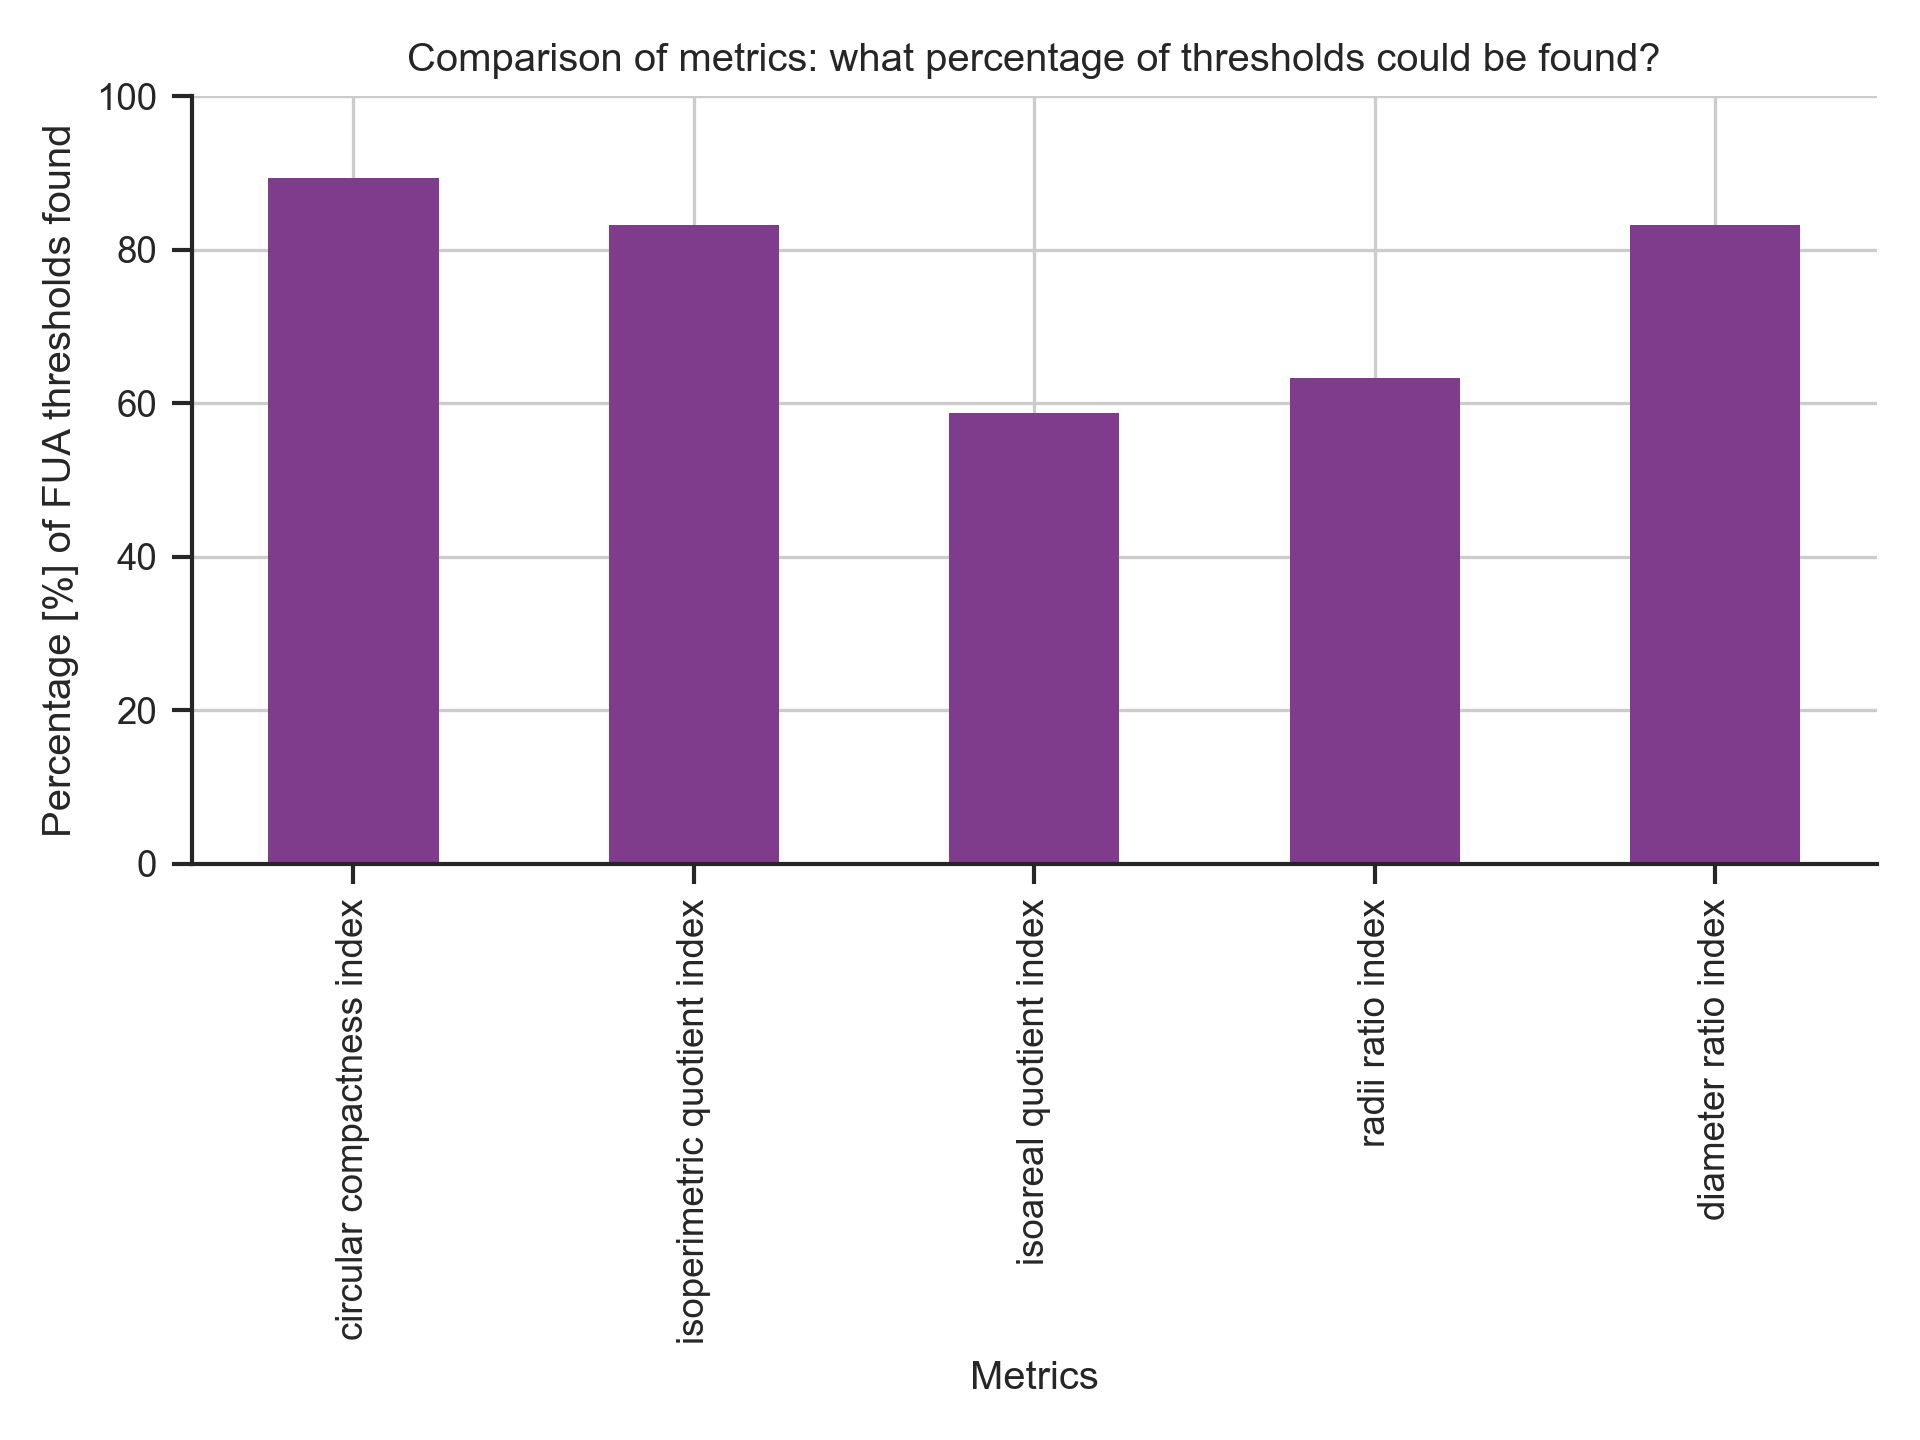 Comparison of metrics: what percentage of thresholds could be found?
Percentage [%] of FUA thresholds found
100
80
60
40
20
0
circular compactness index
isoperimetric quotient index
isoareal quotient index
radii ratio index
diameter ratio index
Metrics